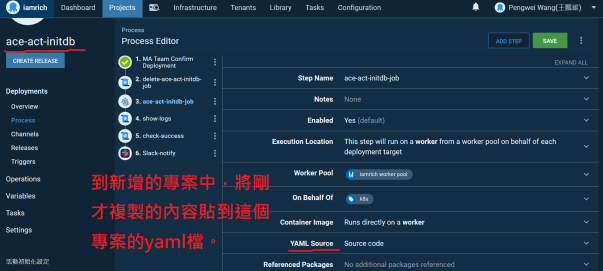 iamrich
Dashboard
Projects
Infrastructure
Tenants
Library
Tasks
Configuration
Pengwei Wang(王鵬維)
ace-act-initdb
CREATE RELEASE
Deployments
Overview
Process
Channels
Releases
Triggers
Operations
Variables
Tasks
Settings
活動初始化設定
Process
Process Editor
ADD STEP
SAVE
EXPAND ALL
1. MA Team Confirm
Deployment
2. delete-ace-act-initdb-
job
3. ace-act-initdb-job
4. show-logs
5. check-success
6. Slack-notify
到新增的專案中，將剛
才複製的內容貼到這個
專案的yaml檔。
Step Name
ace-act-initdb-job
Notes
None
Enabled
Yes (default)
Execution Location
This step will run on a worker from a worker pool on behalf of each
deployment target
Worker Pool
iamrich worker pool
On Behalf Of
k8s
Container Image
Runs directly on a worker
YAML Source
Source code
Referenced Packages
No additional packages referenced